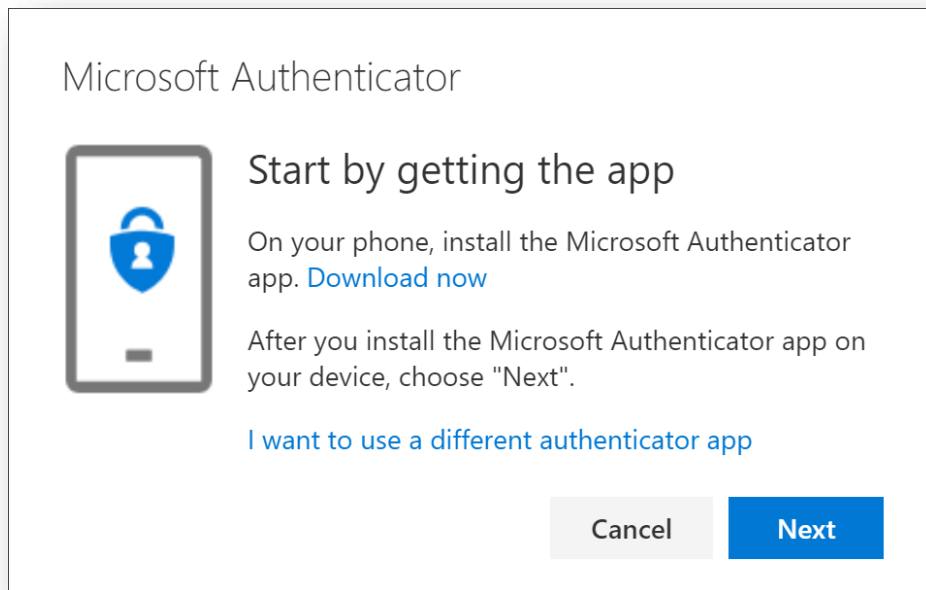 Microsoft Authenticator
Start by getting the app
On your phone, install the Microsoft Authenticator
app. Download now
After you install the Microsoft Authenticator app on
your device, choose "Next".
I want to use a different authenticator app
Cancel
Next